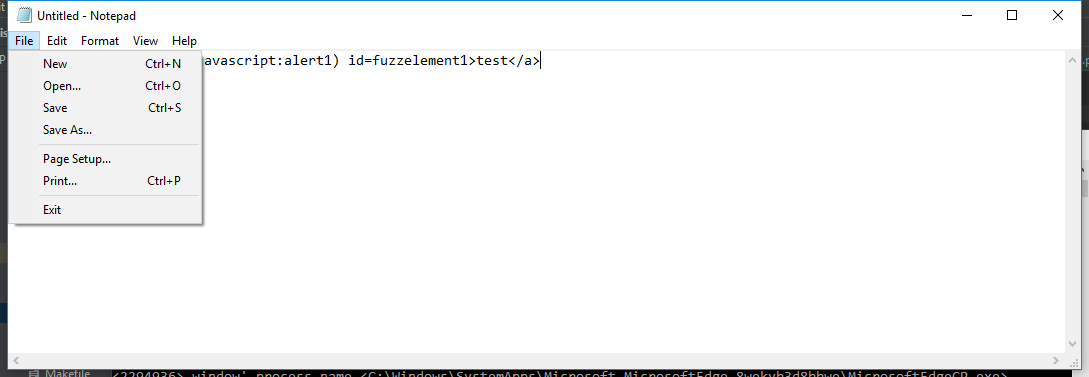 Untitled - Notepad
File Edit Format View Help
avascript:alert1) id=fuzzelement1>test</a>
New Ctrl+N
Open... Ctrl+O
Save Ctrl+S
Save As...
Page Setup...
Print... Ctrl+P
Exit
Makefile
<2294936> window' process name <C:\Windows\SystemApps\Microsoft.MicrosoftEdge_8wekyb3d8bbwe\MicrosoftEdgeCP.exe>